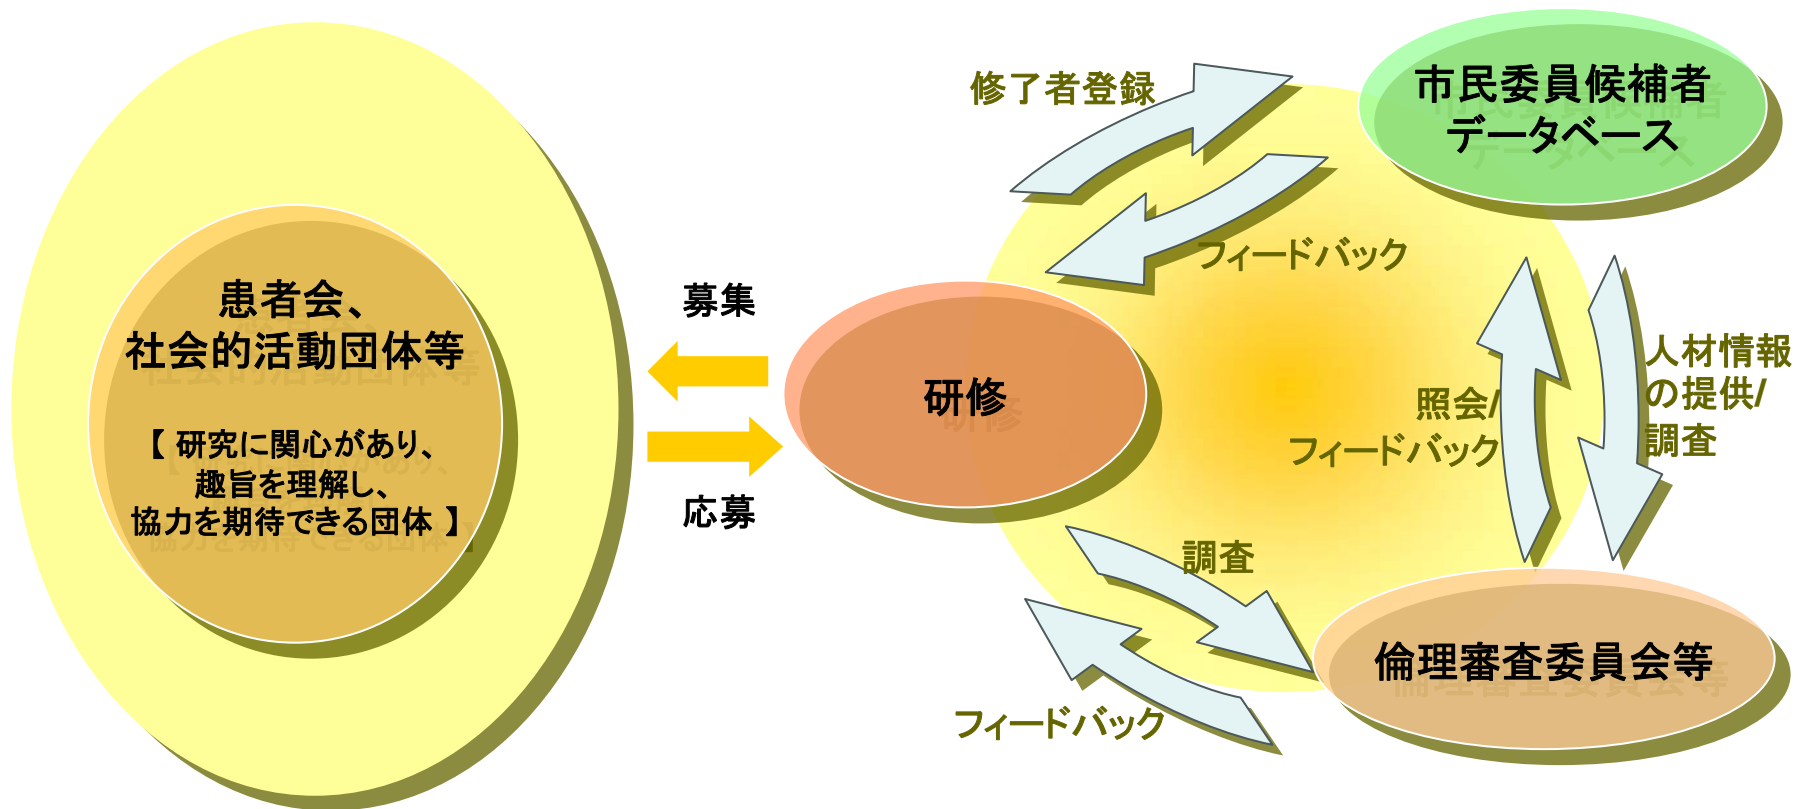 患者会、
社会的活動団体等
【 研究に関心があり、
趣旨を理解し、
協力を期待できる団体 】
募集
応募
研修
修了者登録
フィードバック
市民委員候補者
データベース
照会/
フィードバック
人材情報
の提供/
調査
調査
フィードバック
倫理審査委員会等